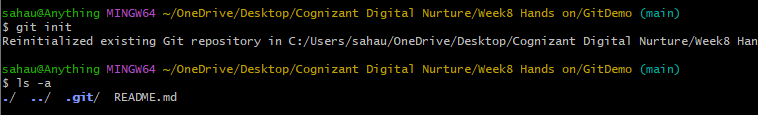 sahau@Anything MINGW64 ~/OneDrive/Desktop/Cognizant Digital Nurture/Week8 Hands on/GitDemo (main)
$ git init
Reinitialized existing Git repository in C:/Users/sahau/OneDrive/Desktop/Cognizant Digital Nurture/Week8 Han
sahau@Anything MINGW64 ~/OneDrive/Desktop/Cognizant Digital Nurture/Week8 Hands on/GitDemo (main)
$ ls -a
./  ../  .git/  README.md